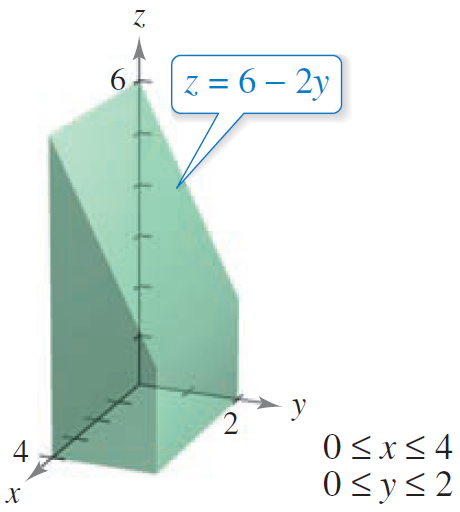 z
6
z = 6 – 2y
y
2
4
x
0 ≤ x ≤ 4
0 ≤ y ≤ 2